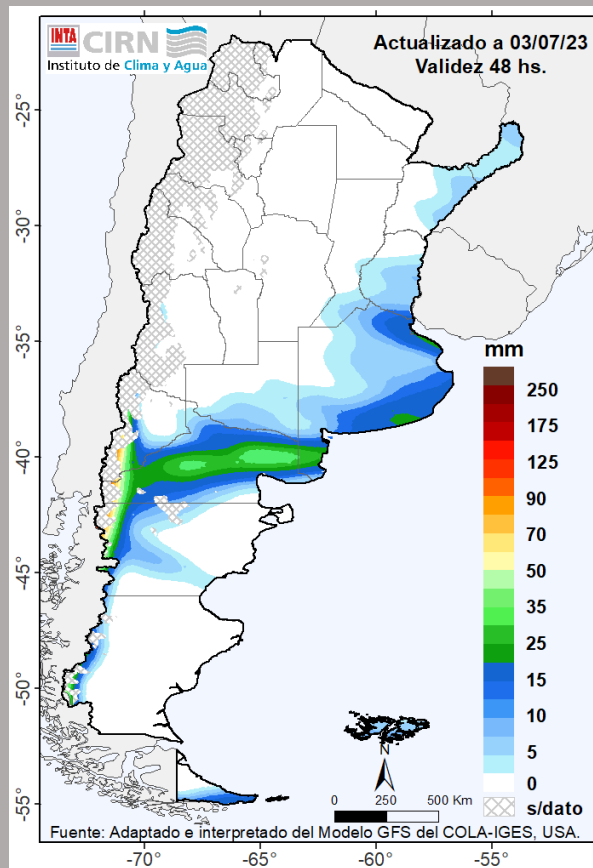 INTA CIRN
Instituto de Clima y Agua
Actualizado a 03/07/23
Validez 48 hs.
-25°
-30°
-35°
-40°
-45°
-50°
-55°
mm
250
175
125
90
70
50
35
25
15
10
5
0
s/dato
N
0 250 500 Km
Fuente: Adaptado e interpretado del Modelo GFS del COLA-IGES, USA.
-70° -65° -60° -55°